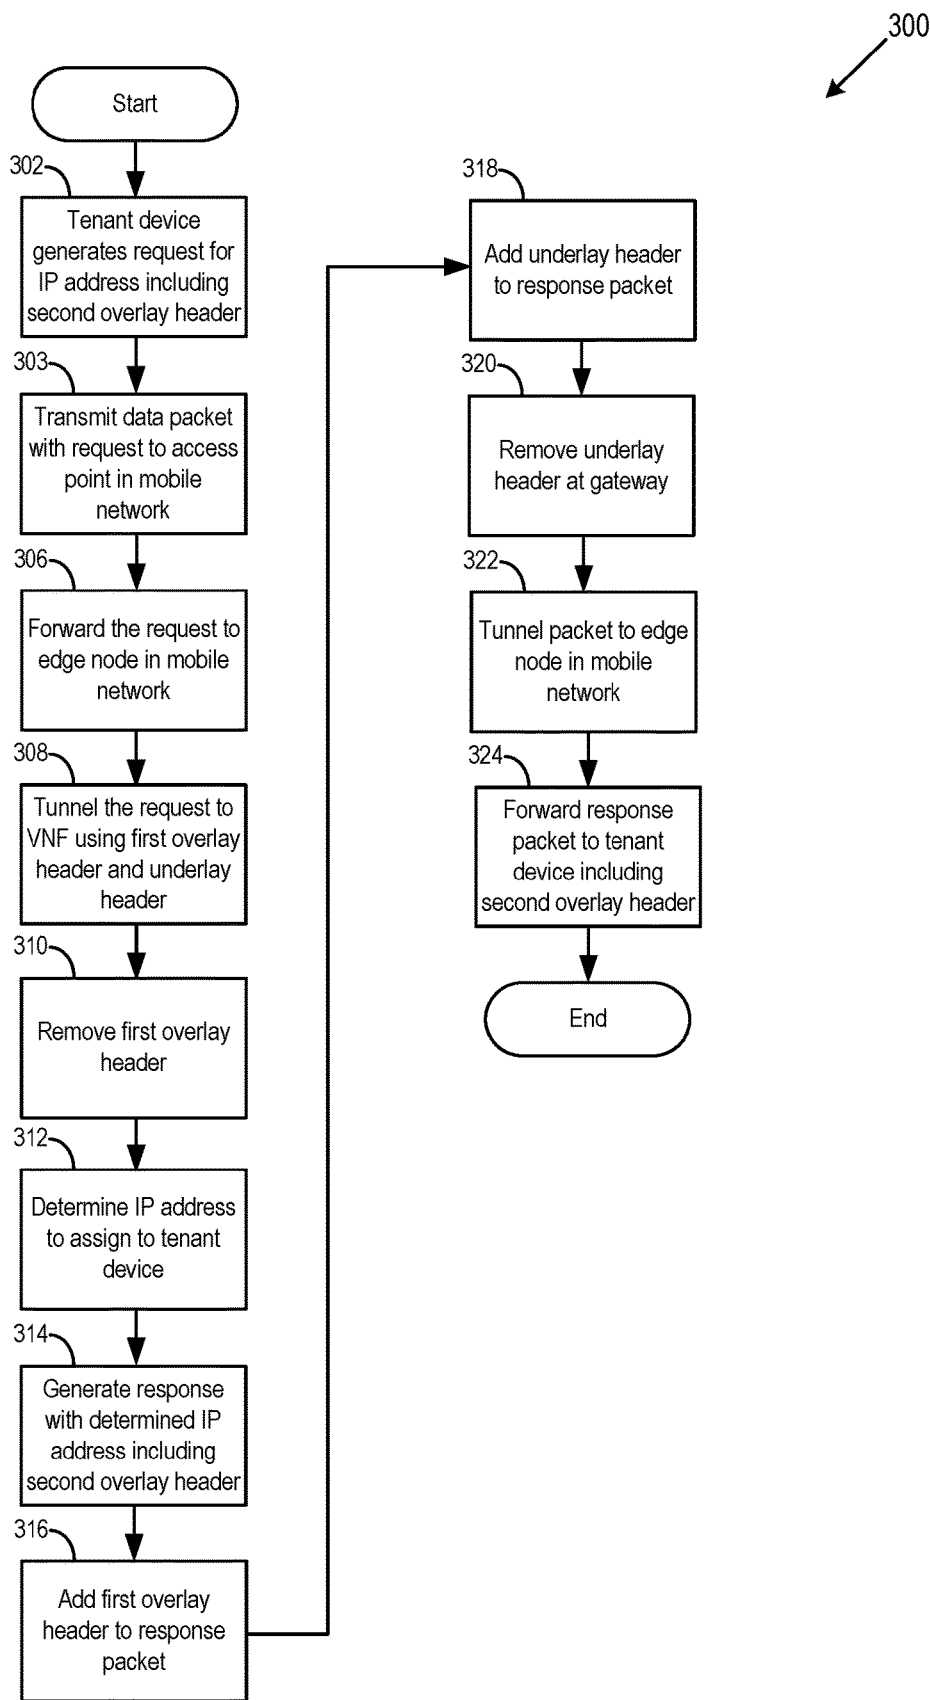 300
Start
302
Tenant device
generates request for
IP address including
second overlay header
303
Transmit data packet
with request to access
point in mobile
network
306
Forward the request to
edge node in mobile
network
308
Tunnel the request to
VNF using first overlay
header and underlay
header
310
Remove first overlay
header
312
Determine IP address
to assign to tenant
device
314
Generate response
with determined IP
address including
second overlay header
316
Add first overlay
header to response
packet
318
Add underlay header
to response packet
320
Remove underlay
header at gateway
322
Tunnel packet to edge
node in mobile
network
324
Forward response
packet to tenant
device including
second overlay header
End